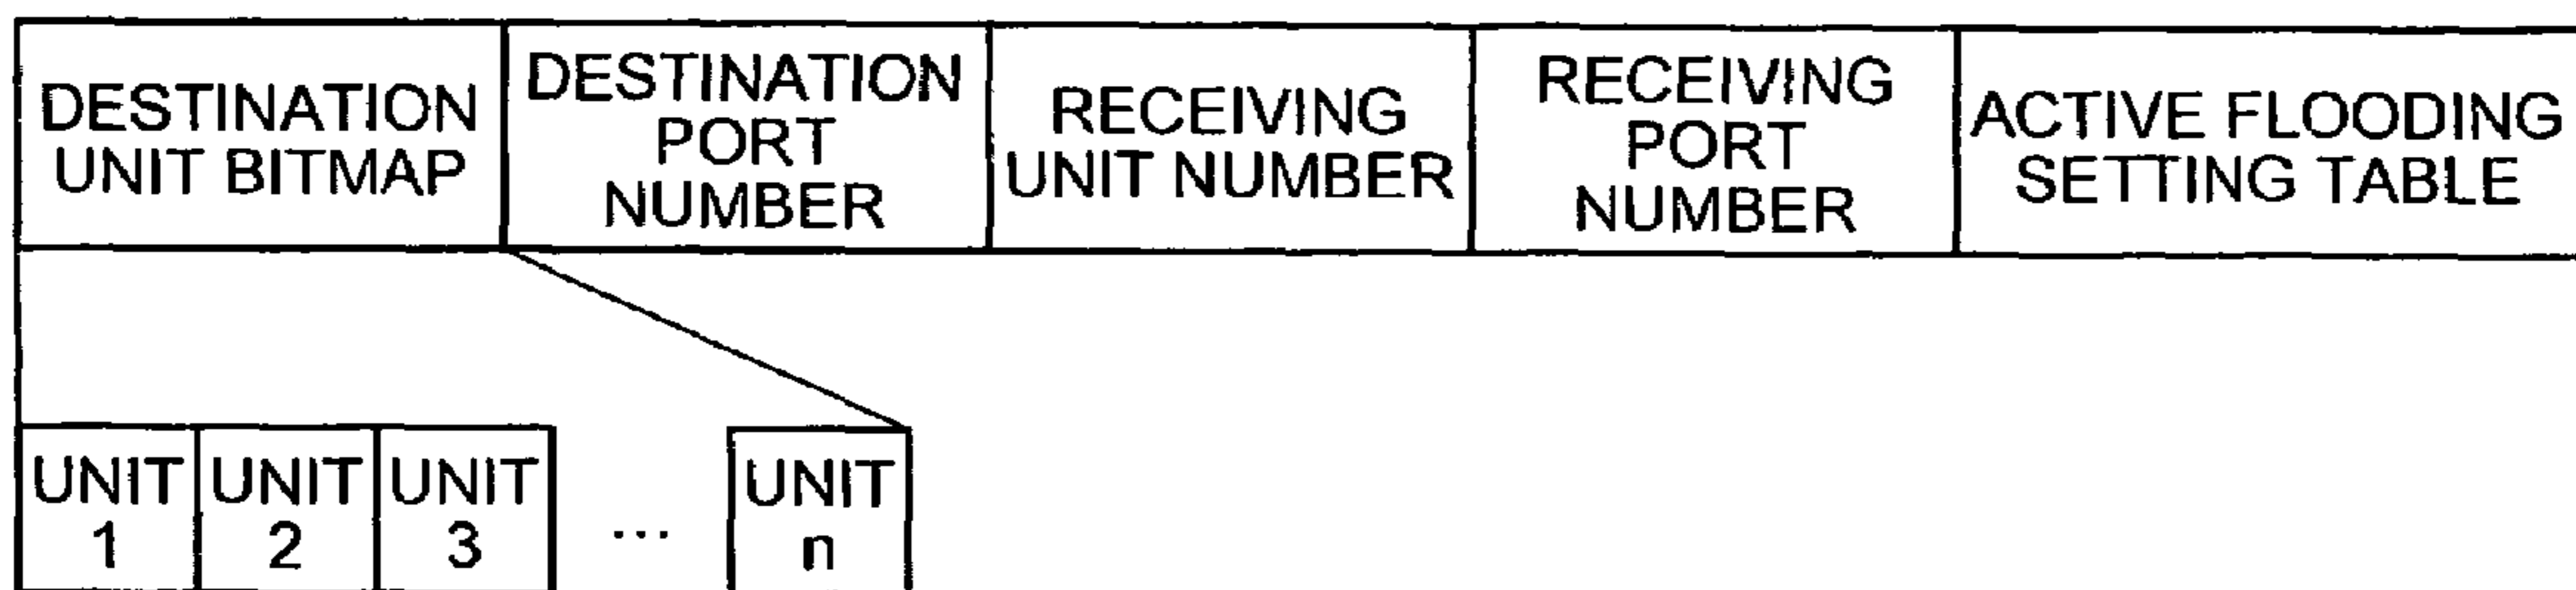 DESTINATION
UNIT BITMAP
DESTINATION
PORT
NUMBER
RECEIVING
UNIT NUMBER
RECEIVING
PORT
NUMBER
ACTIVE FLOODING
SETTING TABLE
UNIT
1
UNIT
2
UNIT
3
...
UNIT
n